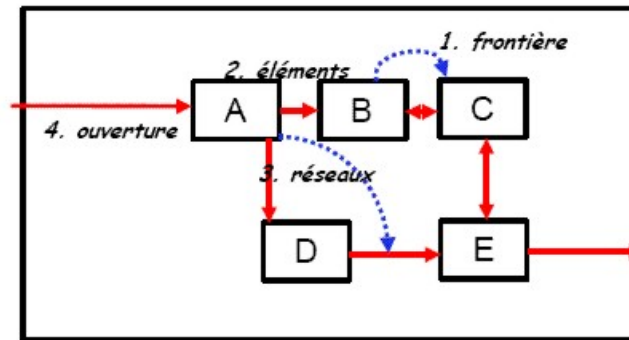 1. frontière
2. éléments
A
B
C
4. ouverture
3. réseaux
D
E